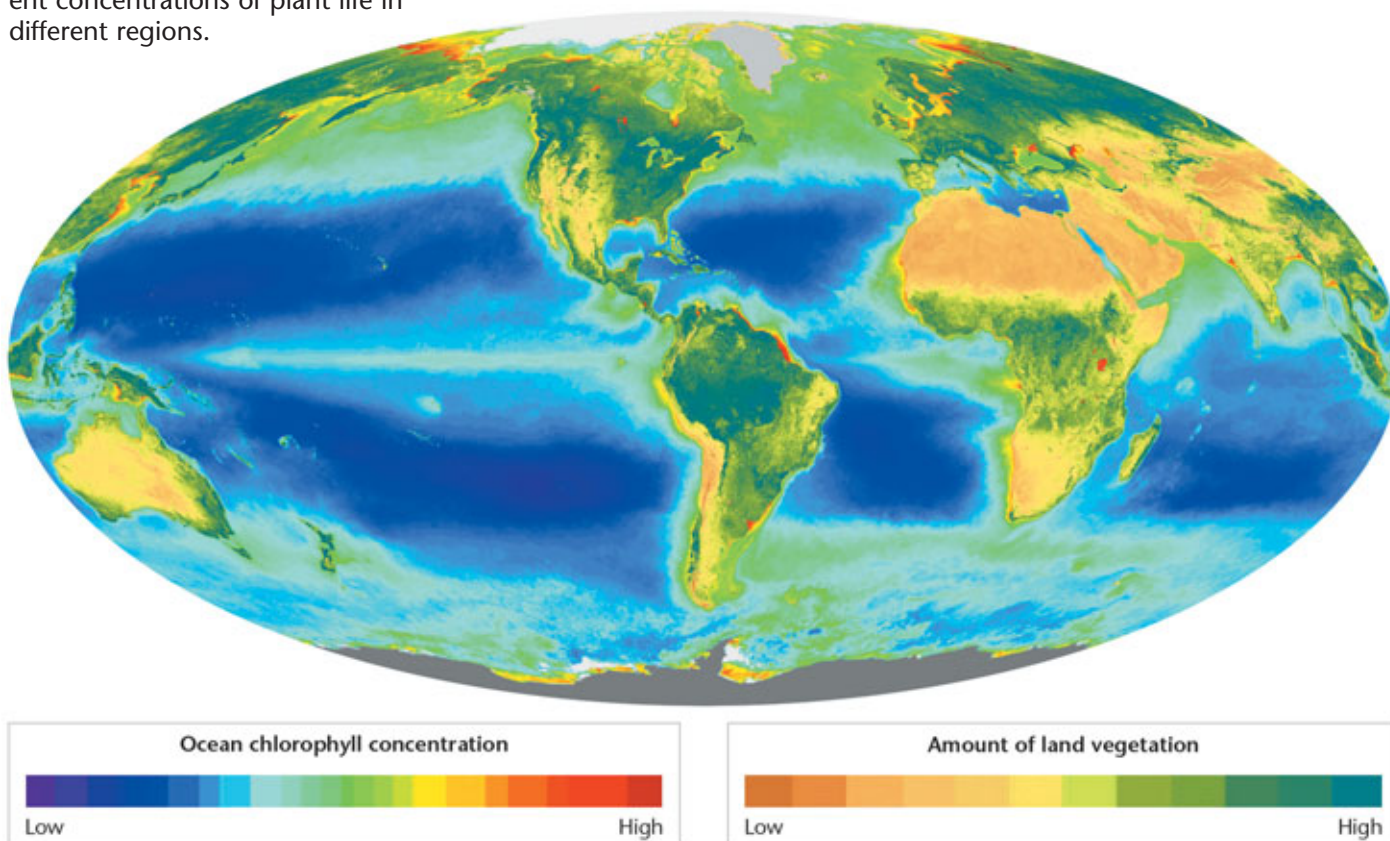 different regions.
Ocean chlorophyll concentration
Low High
Amount of land vegetation
Low High